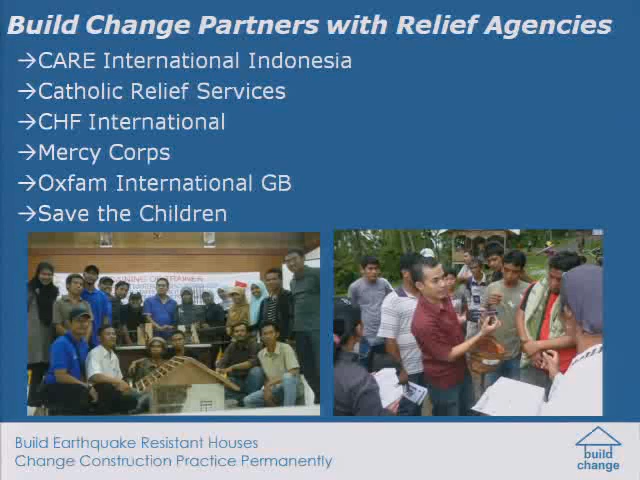 Build Change Partners with Relief Agencies
→CARE International Indonesia
→Catholic Relief Services
→CHF International
→Mercy Corps
→Oxfam International GB
→Save the Children
Build Earthquake Resistant Houses
Change Construction Practice Permanently
build
change